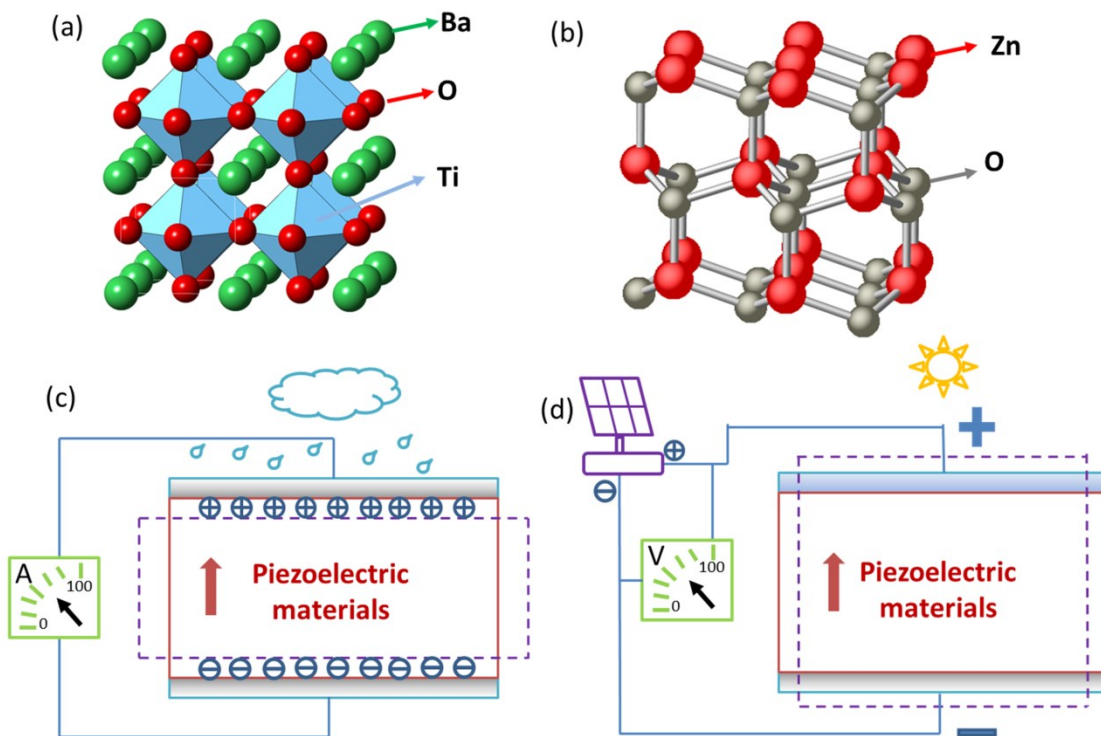 (a)
Ba
O
Ti
(b)
Zn
O
(c)
A
100
0
Piezoelectric
materials
(d)
V
100
0
Piezoelectric
materials